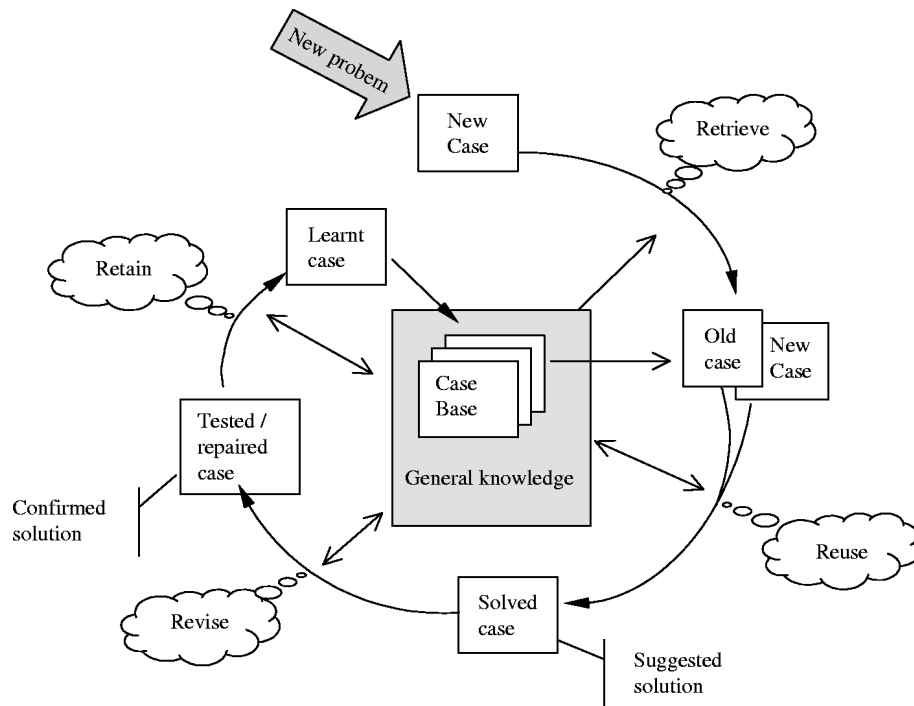 New probem
New
Case
Retrieve
Learnt
case
Retain
Old
case
New
Case
Case
Base
General knowledge
Tested /
repaired
case
Confirmed
solution
Reuse
Solved
case
Revise
Suggested
solution